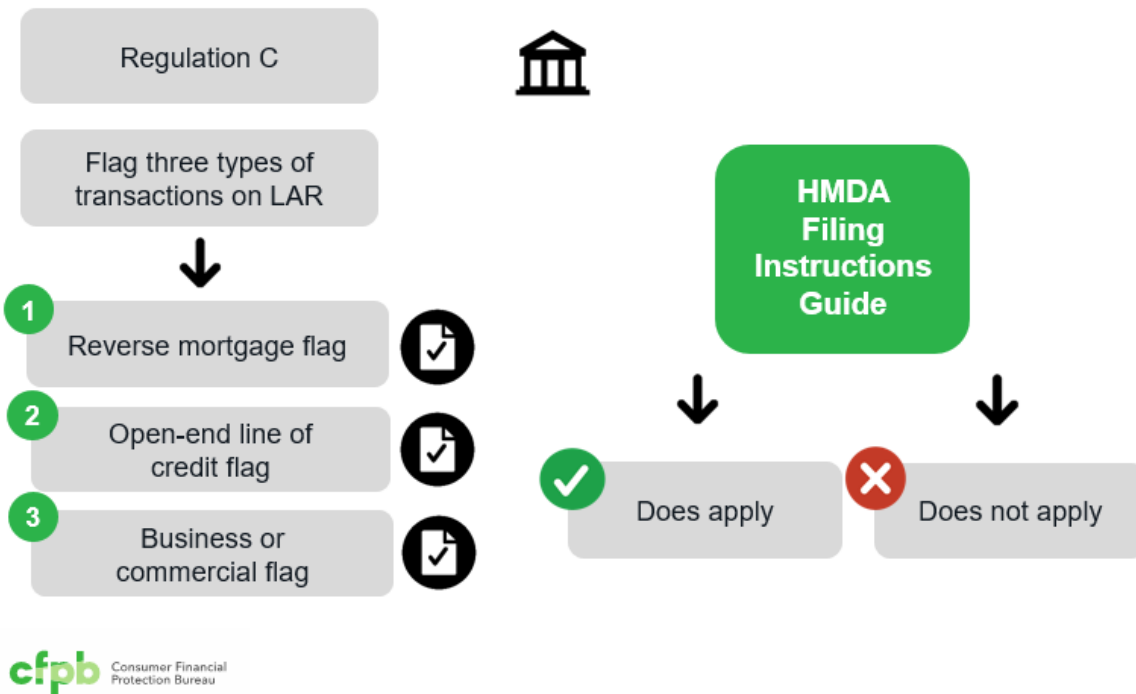 Regulation C
Flag three types of
transactions on LAR
1
Reverse mortgage flag
2
Open-end line of
credit flag
3
Business or
commercial flag
HMDA
Filing
Instructions
Guide
Does apply
Does not apply
cfpb
Consumer Financial
Protection Bureau